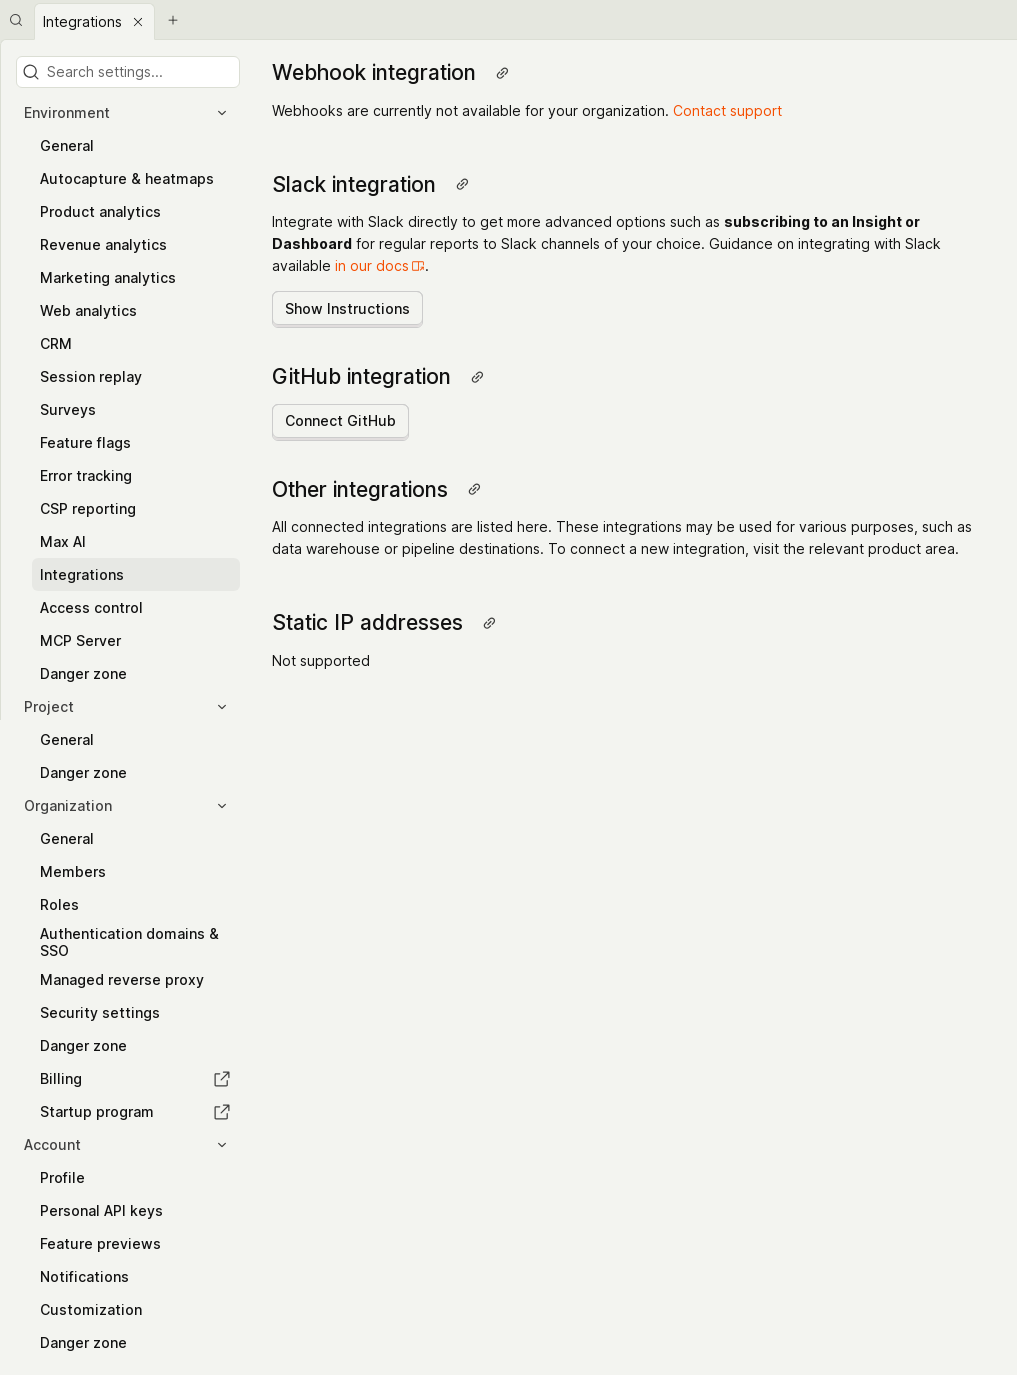 Integrations
Search settings...
Environment
General
Autocapture & heatmaps
Product analytics
Revenue analytics
Marketing analytics
Web analytics
CRM
Session replay
Surveys
Feature flags
Error tracking
CSP reporting
Max AI
Integrations
Access control
MCP Server
Danger zone
Project
General
Danger zone
Organization
General
Members
Roles
Authentication domains &
SSO
Managed reverse proxy
Security settings
Danger zone
Billing
Startup program
Account
Profile
Personal API keys
Feature previews
Notifications
Customization
Danger zone
Webhook integration
Webhooks are currently not available for your organization. Contact support
Slack integration
Integrate with Slack directly to get more advanced options such as subscribing to an Insight or
Dashboard for regular reports to Slack channels of your choice. Guidance on integrating with Slack
available in our docs.
Show Instructions
GitHub integration
Connect GitHub
Other integrations
All connected integrations are listed here. These integrations may be used for various purposes, such as
data warehouse or pipeline destinations. To connect a new integration, visit the relevant product area.
Static IP addresses
Not supported